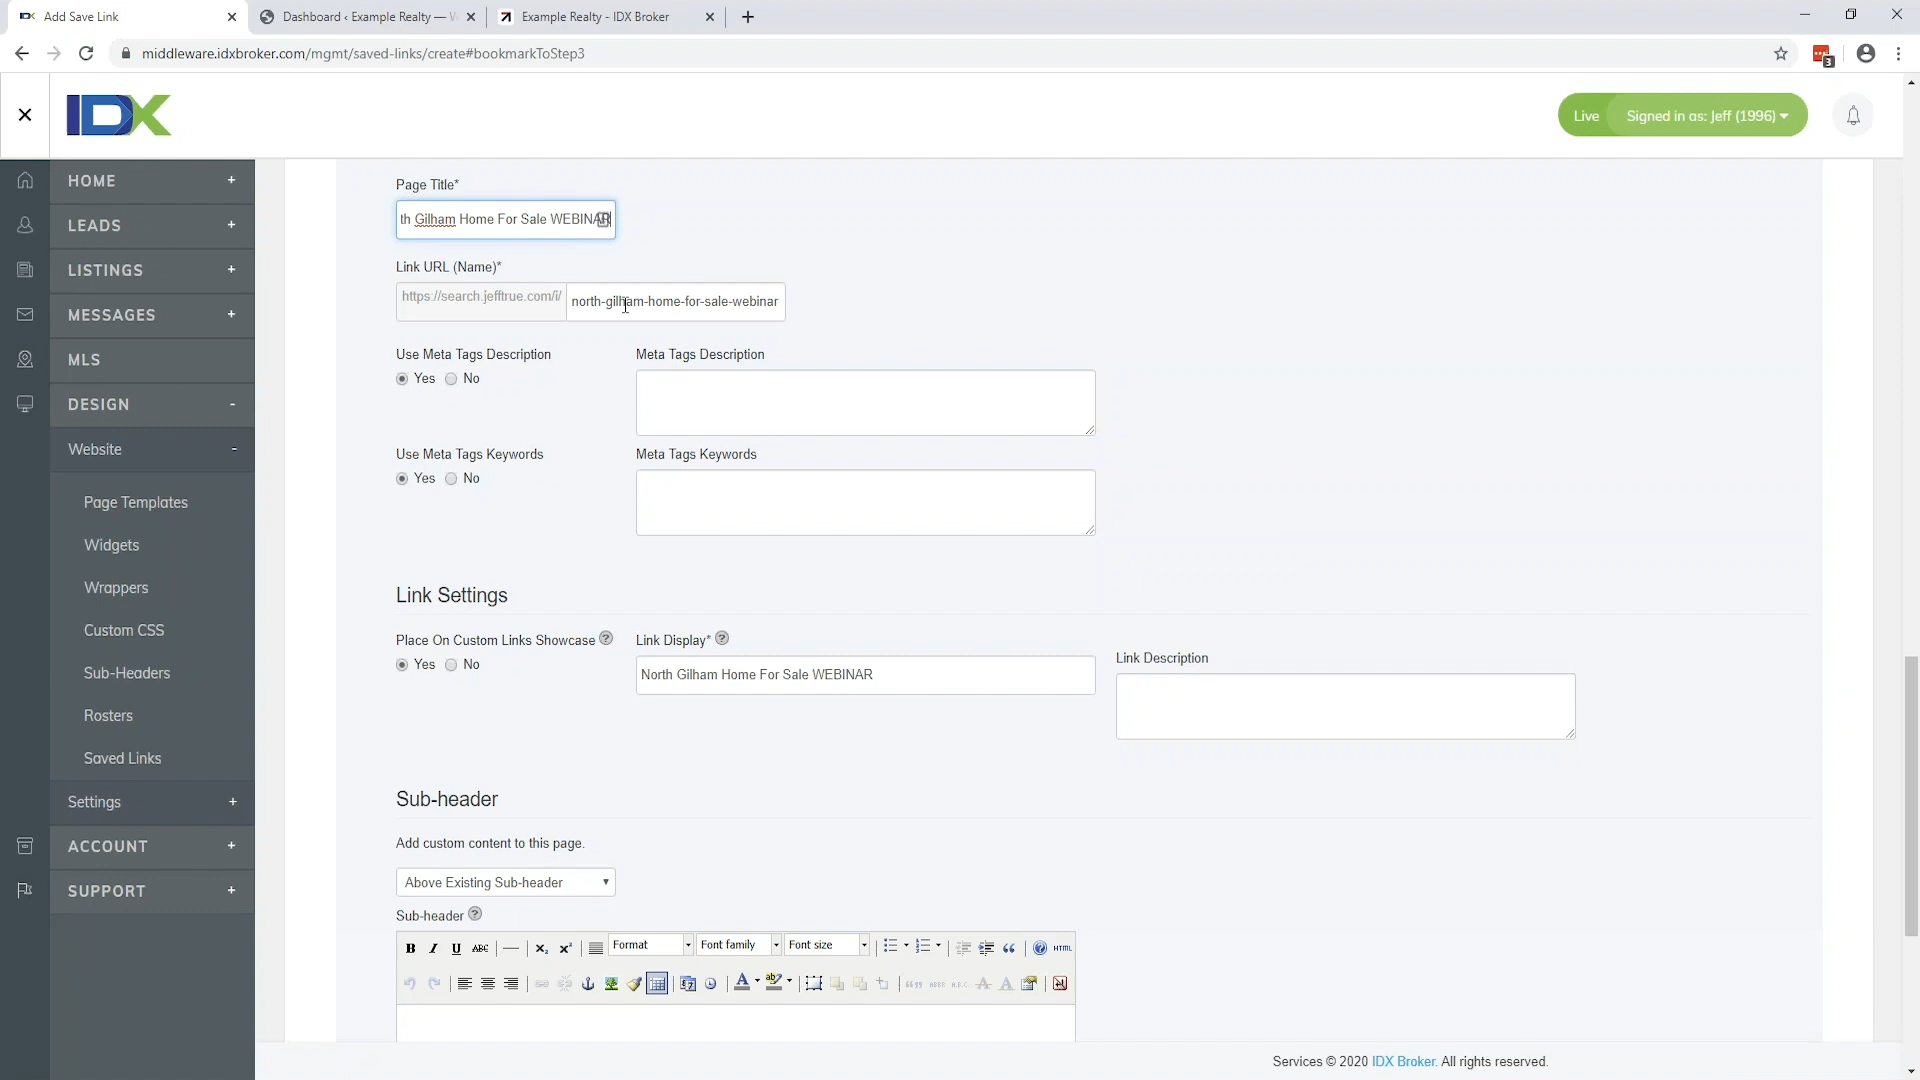 Add Save Link
Dashboard ‹ Example Realty — W
Example Realty - IDX Broker
middleware.idxbroker.com/mgmt/saved-links/create#bookmarkToStep3
3
IDX
Live
Signed in as: Jeff (1996)
HOME +
LEADS +
LISTINGS +
MESSAGES +
MLS
DESIGN -
Website -
Page Templates
Widgets
Wrappers
Custom CSS
Sub-Headers
Rosters
Saved Links
Settings +
ACCOUNT +
SUPPORT +
Page Title*
th Gilham Home For Sale WEBINAR
Link URL (Name)*
https://search.jefftrue.com/i/ north-gilham-home-for-sale-webinar
Use Meta Tags Description
Yes No
Meta Tags Description
Use Meta Tags Keywords
Yes No
Meta Tags Keywords
Link Settings
Place On Custom Links Showcase ?
Yes No
Link Display* ?
North Gilham Home For Sale WEBINAR
Link Description
Sub-header
Add custom content to this page.
Above Existing Sub-header
Sub-header ?
B I U ABC Format Font family Font size HTML
Services © 2020 IDX Broker. All rights reserved.